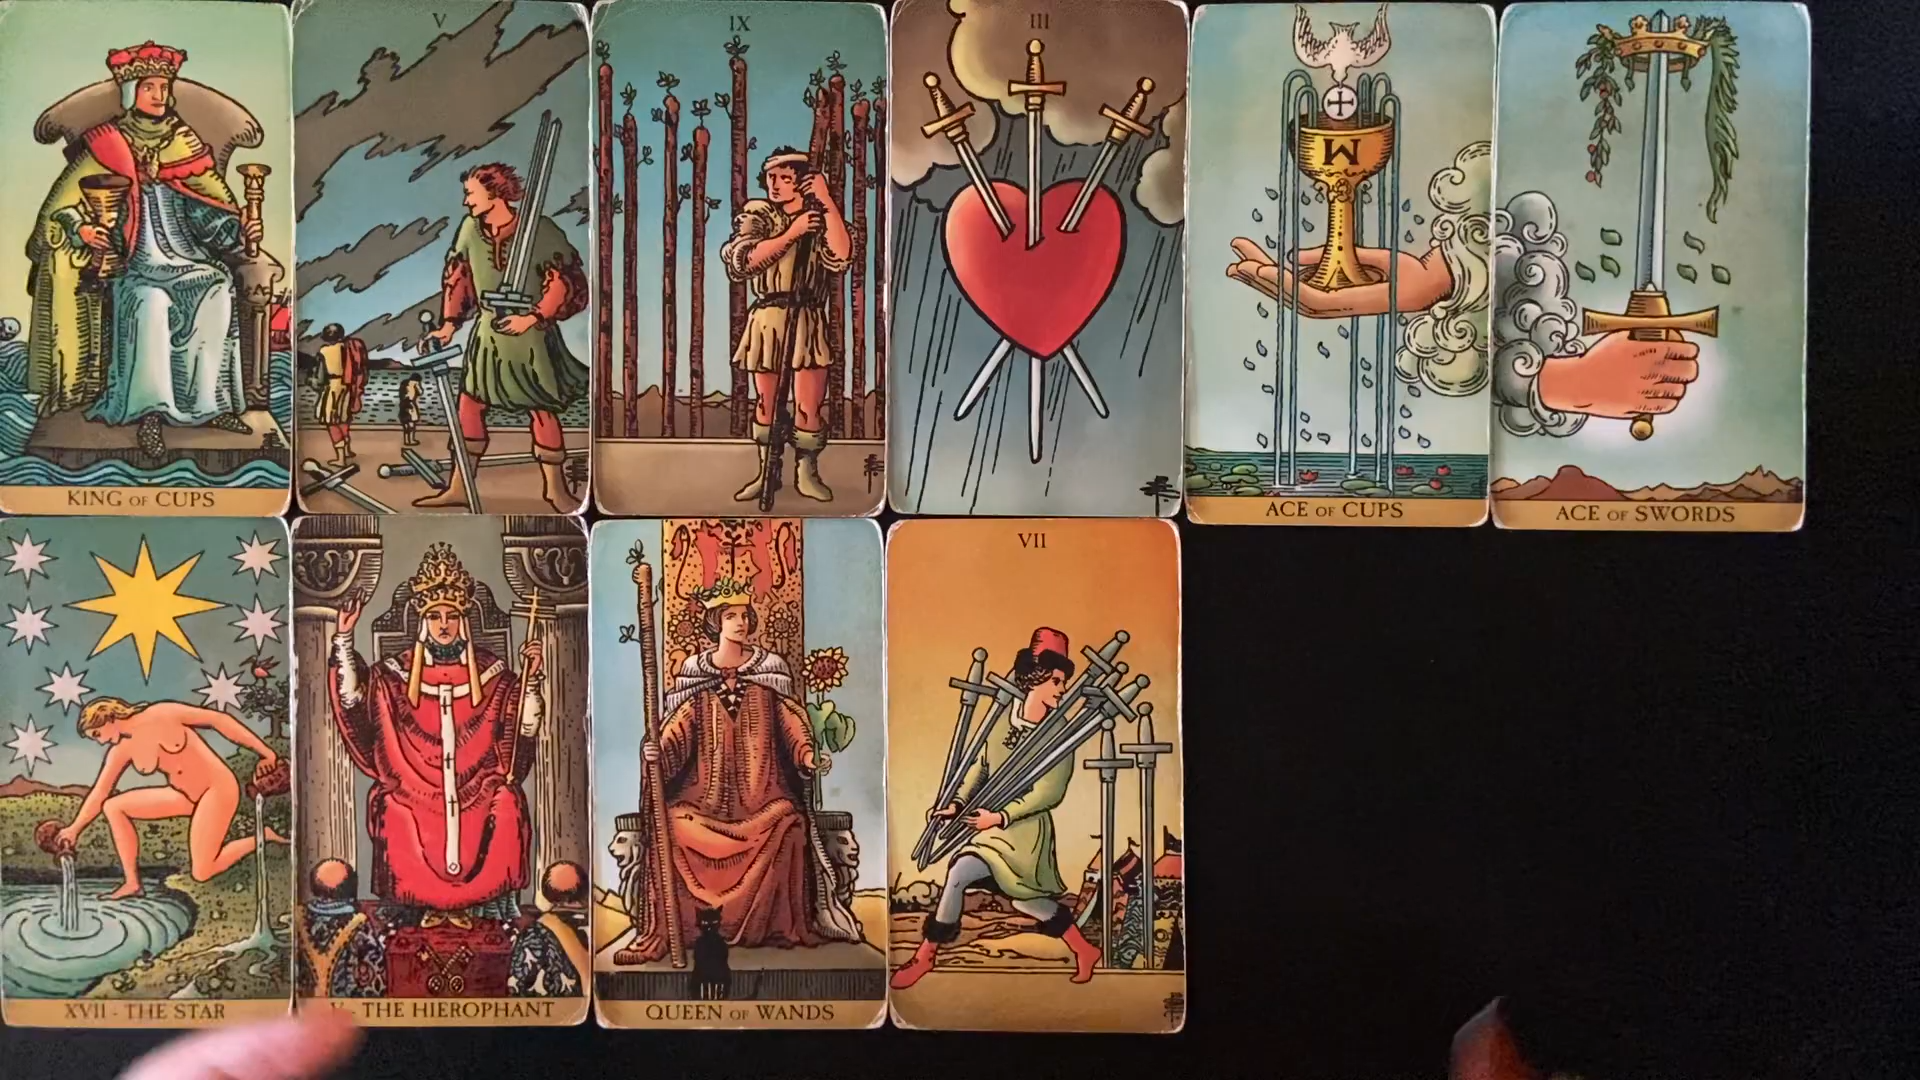 V
IX
III
W
KING OF CUPS
ACE OF CUPS
ACE OF SWORDS
VII
XVII - THE STAR
V - THE HIEROPHANT
QUEEN OF WANDS